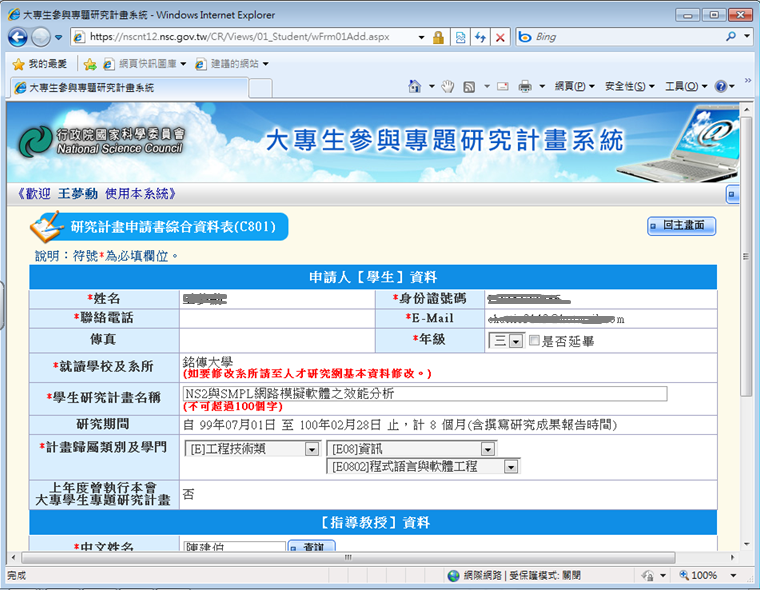 大專生參與專題研究計畫系統 - Windows Internet Explorer
https://nscnt12.nsc.gov.tw/CR/Views/01_Student/wFrm01Add.aspx
Bing
我的最愛 網頁快訊圖庫 建議的網站
大專生參與專題研究計畫系統 網頁(P) 安全性(S) 工具(O)
行政院國家科學委員會
National Science Council
大專生參與專題研究計畫系統
《歡迎 王夢勳 使用本系統》
研究計畫申請書綜合資料表(C801) 回主畫面
說明：符號*為必填欄位。
申請人【學生】資料
*姓名 *身份證號碼
*聯絡電話 *E-Mail
傳真 *年級 三 是否延畢
*就讀學校及系所 銘傳大學
(如要修改系所請至人才研究網基本資料修改。)
*學生研究計畫名稱 NS2與SMPL網路模擬軟體之效能分析
(不可超過100個字)
研究期間 自 99年07月01日 至 100年02月28日 止，計 8 個月(含撰寫研究成果報告時間)
*計畫歸屬類別及學門 [E]工程技術類 [E08]資訊
[E0802]程式語言與軟體工程
上年度曾執行本會
大專學生專題研究計畫 否
【指導教授】資料
*中文姓名 陳建伯 查詢
完成 網際網路 | 受保護模式: 關閉 100%